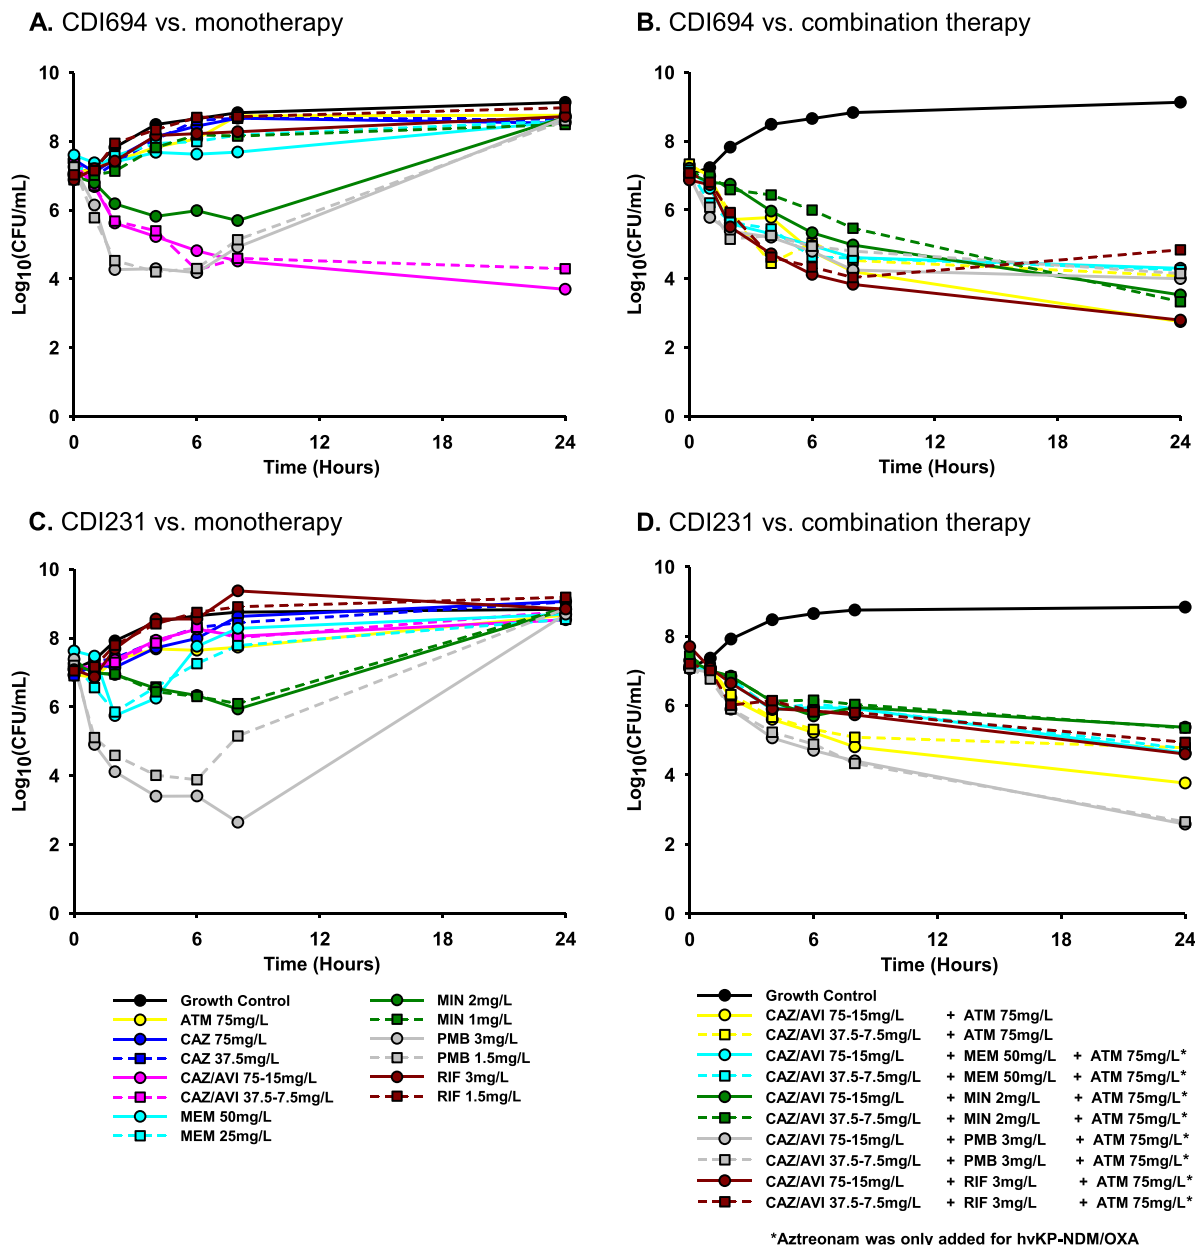 A. CDI694 vs. monotherapy
B. CDI694 vs. combination therapy
10
8
6
4
2
0
Log10(CFU/mL)
0
6
12
18
24
Time (Hours)
10
8
6
4
2
0
Log10(CFU/mL)
0
6
12
18
24
Time (Hours)
C. CDI231 vs. monotherapy
D. CDI231 vs. combination therapy
10
8
6
4
2
0
Log10(CFU/mL)
0
6
12
18
24
Time (Hours)
10
8
6
4
2
0
Log10(CFU/mL)
0
6
12
18
24
Time (Hours)
Growth Control
ATM 75mg/L
CAZ 75mg/L
CAZ 37.5mg/L
CAZ/AVI 75-15mg/L
CAZ/AVI 37.5-7.5mg/L
MEM 50mg/L
MEM 25mg/L
MIN 2mg/L
MIN 1mg/L
PMB 3mg/L
PMB 1.5mg/L
RIF 3mg/L
RIF 1.5mg/L
Growth Control
CAZ/AVI 75-15mg/L + ATM 75mg/L
CAZ/AVI 37.5-7.5mg/L + ATM 75mg/L
CAZ/AVI 75-15mg/L + MEM 50mg/L + ATM 75mg/L*
CAZ/AVI 37.5-7.5mg/L + MEM 50mg/L + ATM 75mg/L*
CAZ/AVI 75-15mg/L + MIN 2mg/L + ATM 75mg/L*
CAZ/AVI 37.5-7.5mg/L + MIN 2mg/L + ATM 75mg/L*
CAZ/AVI 75-15mg/L + PMB 3mg/L + ATM 75mg/L*
CAZ/AVI 37.5-7.5mg/L + PMB 3mg/L + ATM 75mg/L*
CAZ/AVI 75-15mg/L + RIF 3mg/L + ATM 75mg/L*
CAZ/AVI 37.5-7.5mg/L + RIF 3mg/L + ATM 75mg/L*
*Aztreonam was only added for hvKP-NDM/OXA